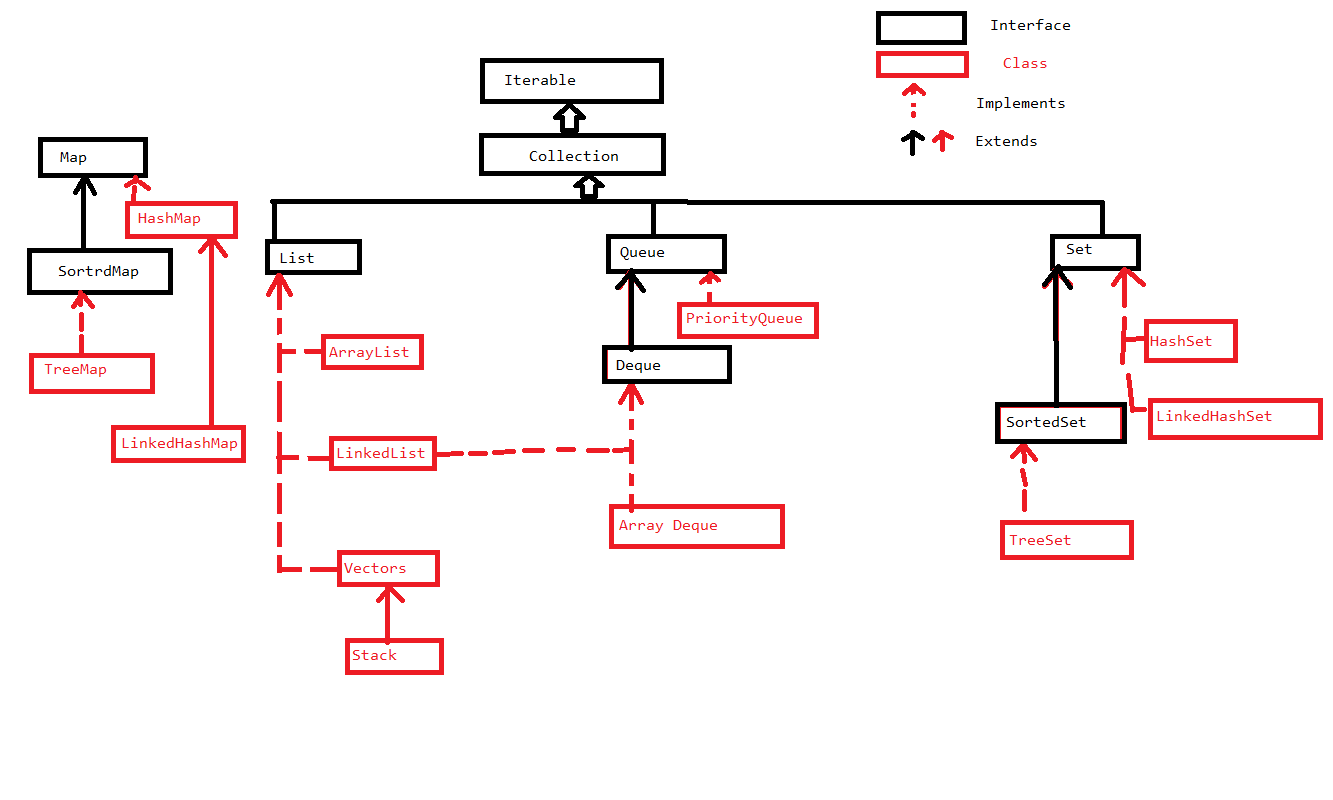 Interface
Class
Implements
Extends
Iterable
Collection
Map
HashMap
SortrdMap
TreeMap
LinkedHashMap
List
ArrayList
LinkedList
Vectors
Stack
Queue
PriorityQueue
Deque
Array Deque
Set
HashSet
LinkedHashSet
SortedSet
TreeSet